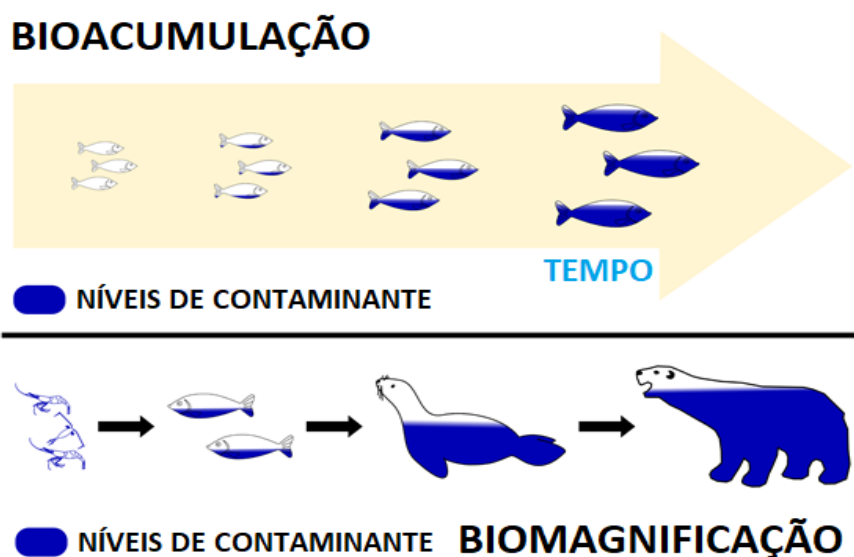 BIOACUMULAÇÃO
TEMPO
NÍVEIS DE CONTAMINANTE
NÍVEIS DE CONTAMINANTE
BIOMAGNIFICAÇÃO